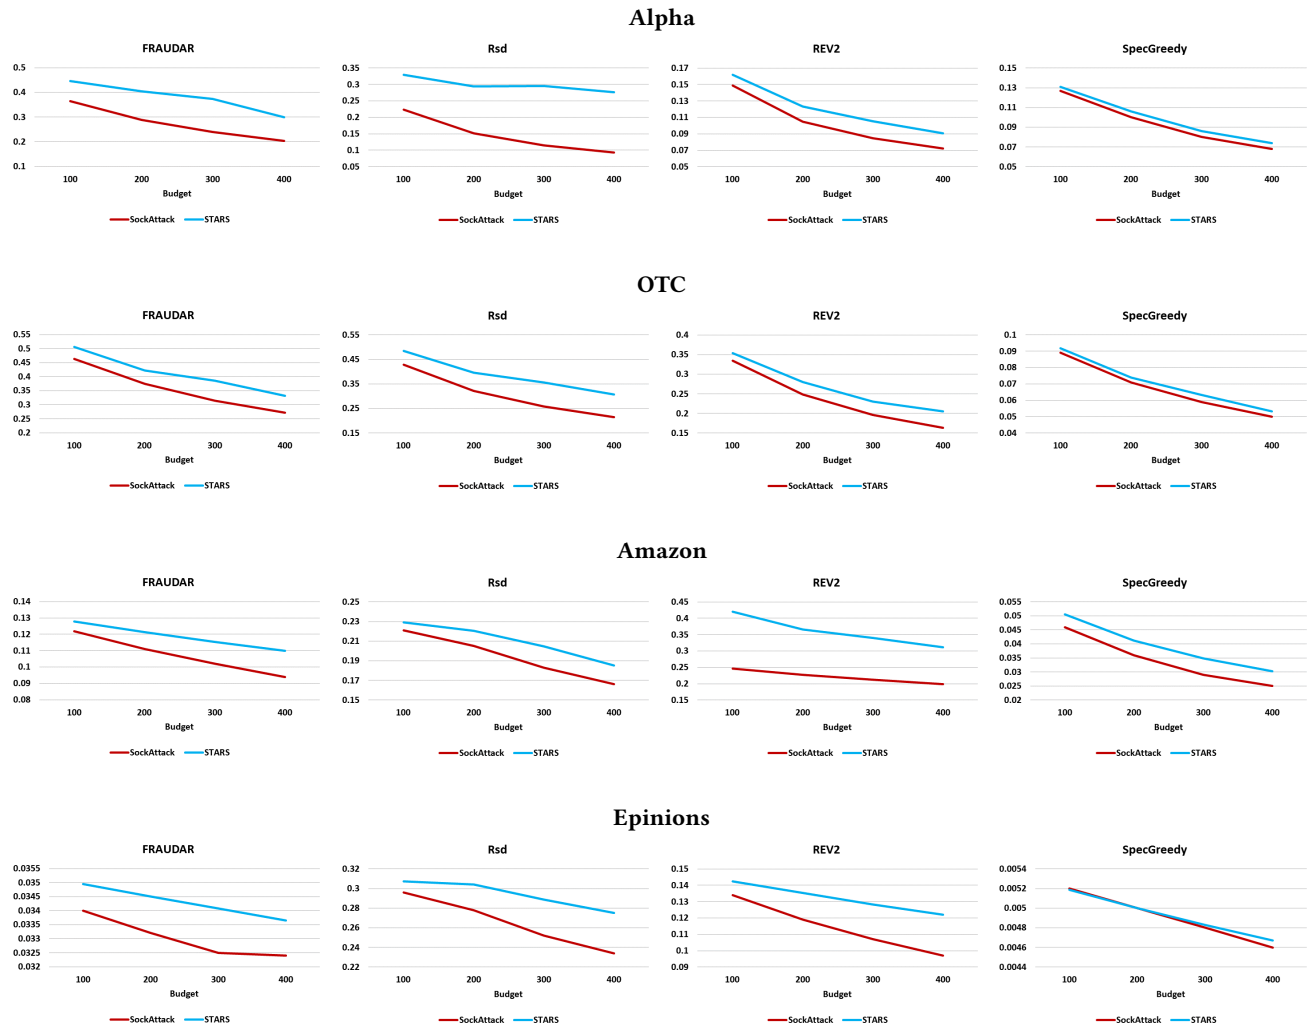 Alpha
FRAUDAR Rsd REV2 SpecGreedy
0.5 0.35 0.17 0.15
0.4 0.3 0.15 0.13
0.3 0.25 0.13 0.11
0.2 0.2 0.11 0.09
0.1 0.15 0.09 0.07
0.1 0.07 0.05
0.05 0.05
100 200 300 400 100 200 300 400 100 200 300 400 100 200 300 400
Budget Budget Budget Budget
SockAttack STARS SockAttack STARS SockAttack STARS SockAttack STARS
OTC
FRAUDAR Rsd REV2 SpecGreedy
0.55 0.55 0.4 0.1
0.5 0.45 0.35 0.09
0.45 0.35 0.3 0.08
0.4 0.25 0.25 0.07
0.35 0.15 0.2 0.06
0.3 0.15 0.05
0.25 0.04
0.2
100 200 300 400 100 200 300 400 100 200 300 400 100 200 300 400
Budget Budget Budget Budget
SockAttack STARS SockAttack STARS SockAttack STARS SockAttack STARS
Amazon
FRAUDAR Rsd REV2 SpecGreedy
0.14 0.25 0.45 0.055
0.13 0.23 0.4 0.05
0.12 0.21 0.35 0.045
0.11 0.19 0.3 0.04
0.1 0.17 0.25 0.035
0.09 0.15 0.2 0.03
0.08 0.15 0.025
0.02
100 200 300 400 100 200 300 400 100 200 300 400 100 200 300 400
Budget Budget Budget Budget
SockAttack STARS SockAttack STARS SockAttack STARS SockAttack STARS
Epinions
FRAUDAR Rsd REV2 SpecGreedy
0.0355 0.32 0.15 0.0054
0.035 0.3 0.14 0.0052
0.0345 0.28 0.13 0.005
0.034 0.26 0.12 0.0048
0.0335 0.24 0.11 0.0046
0.033 0.22 0.1 0.0044
0.0325 0.09
0.032
100 200 300 400 100 200 300 400 100 200 300 400 100 200 300 400
Budget Budget Budget Budget
SockAttack STARS SockAttack STARS SockAttack STARS SockAttack STARS